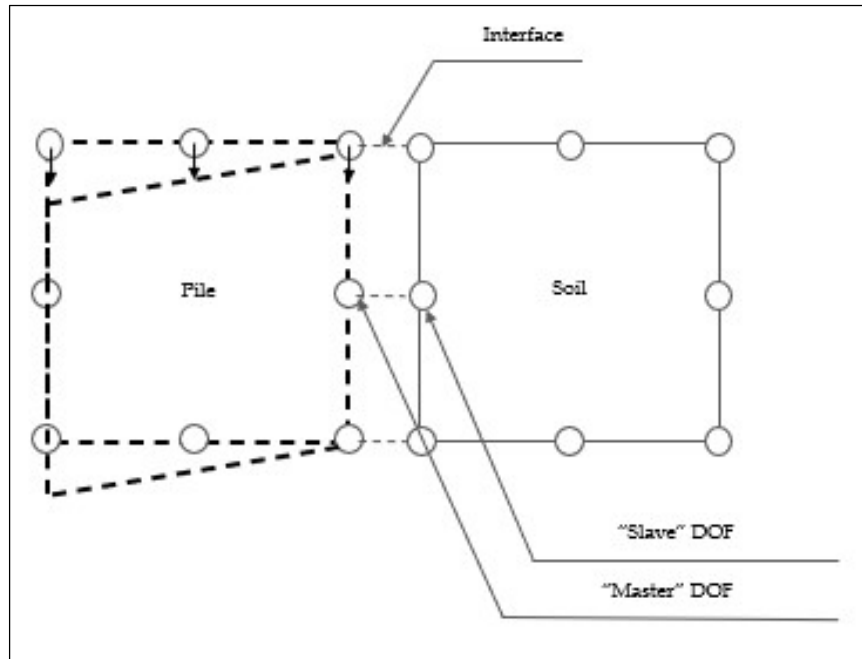 Interface
Pile
Soil
“Slave” DOF
“Master” DOF